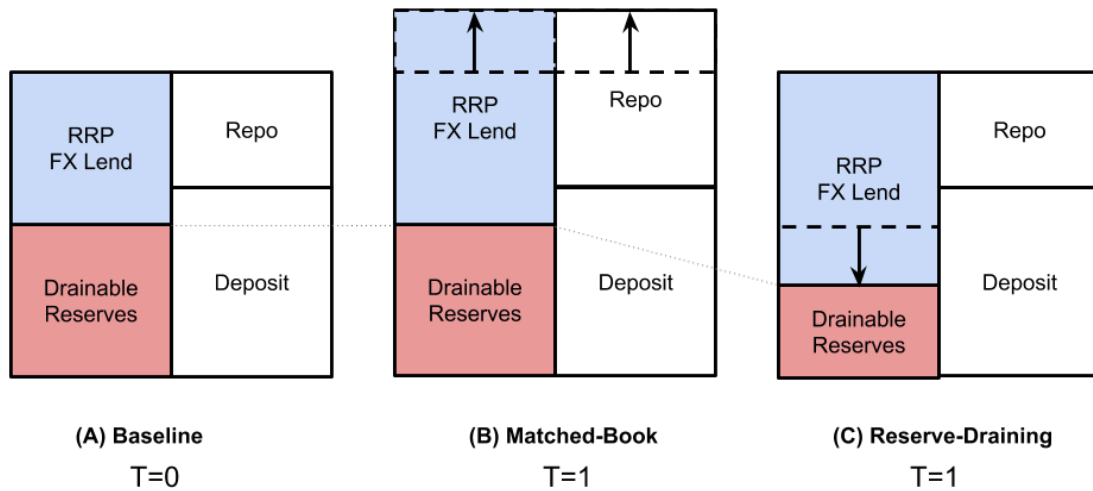 RRP
FX Lend
Repo
Drainable
Reserves
Deposit
(A) Baseline
T=0
RRP
FX Lend
Repo
Drainable
Reserves
Deposit
(B) Matched-Book
T=1
RRP
FX Lend
Repo
Drainable
Reserves
Deposit
(C) Reserve-Draining
T=1